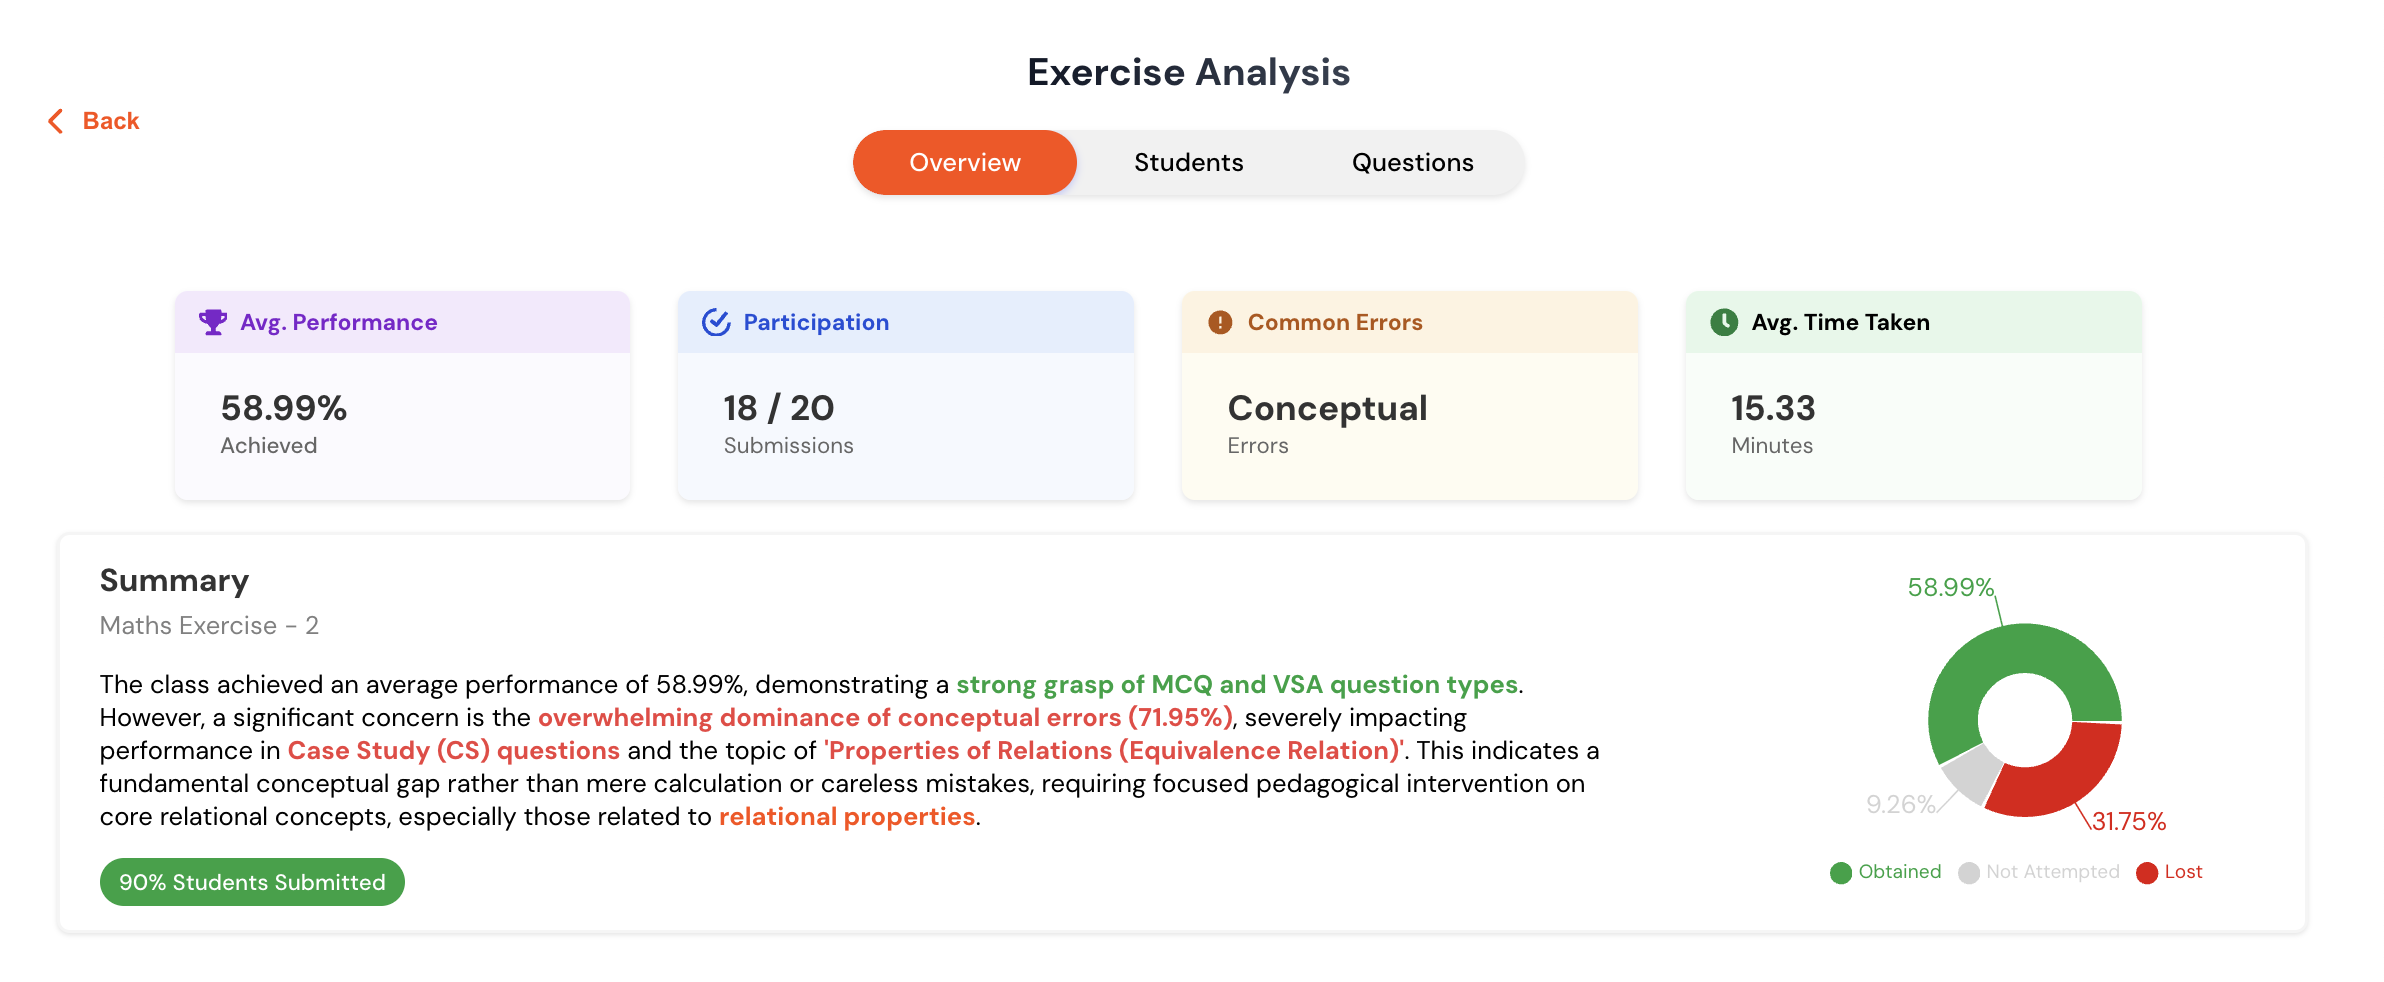 Exercise Analysis
Back
Overview
Students
Questions
Avg. Performance
58.99%
Achieved
Participation
18 / 20
Submissions
Common Errors
Conceptual
Errors
Avg. Time Taken
15.33
Minutes
Summary
Maths Exercise - 2
The class achieved an average performance of 58.99%, demonstrating a strong grasp of MCQ and VSA question types.
However, a significant concern is the overwhelming dominance of conceptual errors (71.95%), severely impacting
performance in Case Study (CS) questions and the topic of 'Properties of Relations (Equivalence Relation)'. This indicates a
fundamental conceptual gap rather than mere calculation or careless mistakes, requiring focused pedagogical intervention on
core relational concepts, especially those related to relational properties.
90% Students Submitted
58.99%
9.26%
31.75%
Obtained
Not Attempted
Lost